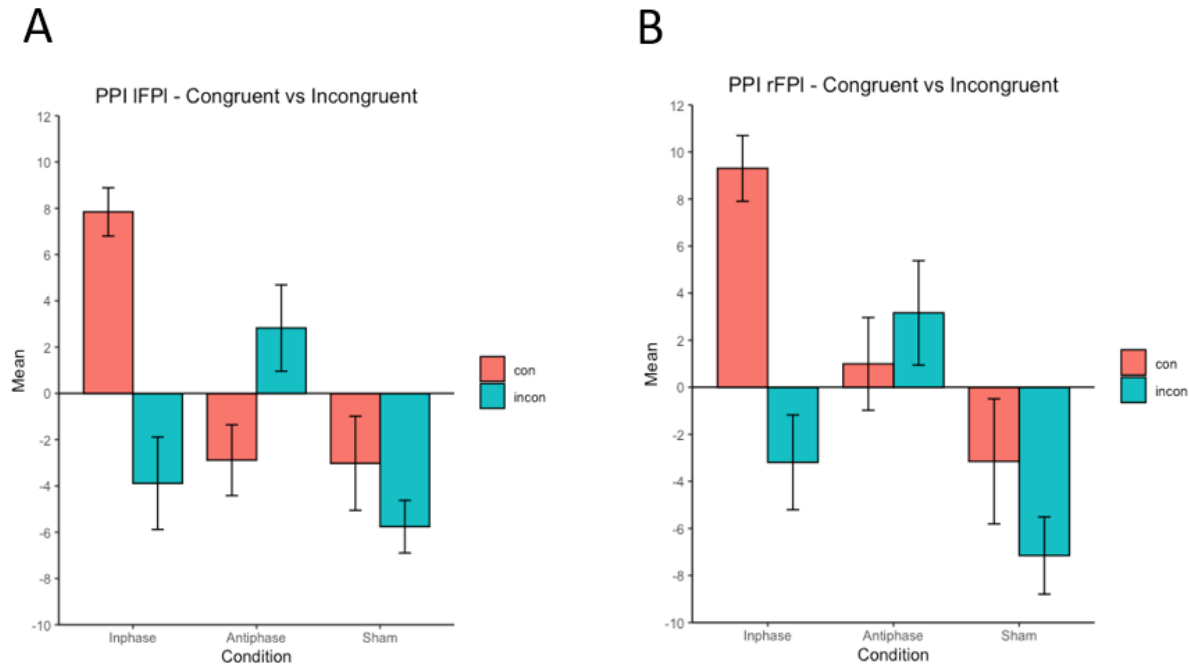 A
PPI lFPl - Congruent vs Incongruent
12
10
8
6
4
2
0
-2
-4
-6
-8
-10
Mean
Inphase Antiphase Sham
Condition
con
incon
B
PPI rFPl - Congruent vs Incongruent
12
10
8
6
4
2
0
-2
-4
-6
-8
-10
Mean
Inphase Antiphase Sham
Condition
con
incon